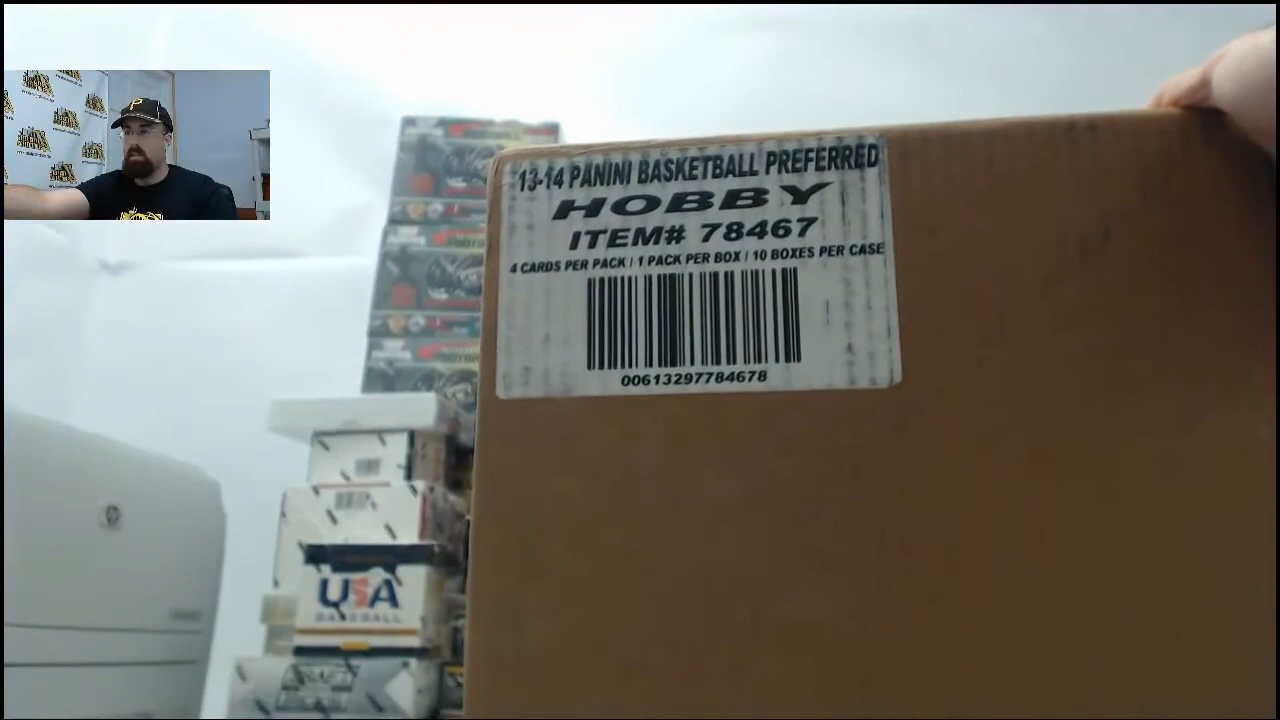 13-14 PANINI BASKETBALL PREFERRED
HOBBY
ITEM# 78467
4 CARDS PER PACK / 1 PACK PER BOX / 10 BOXES PER CASE
00613297784678
USA
BASEBALL
P
hp